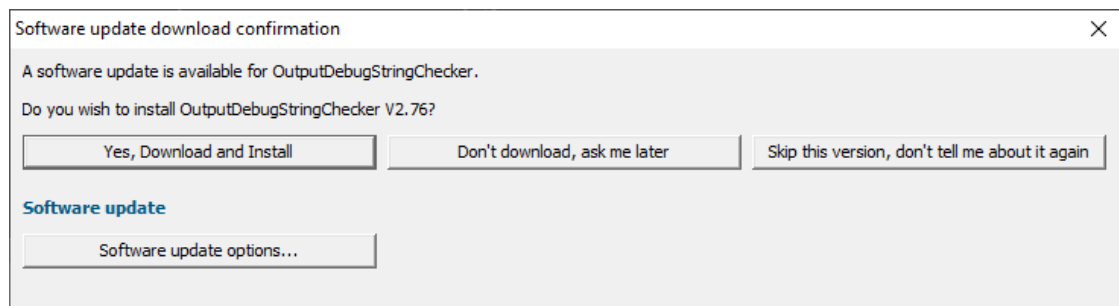 Software update download confirmation
A software update is available for OutputDebugStringChecker.
Do you wish to install OutputDebugStringChecker V2.76?
Yes, Download and Install
Don't download, ask me later
Skip this version, don't tell me about it again
Software update
Software update options...